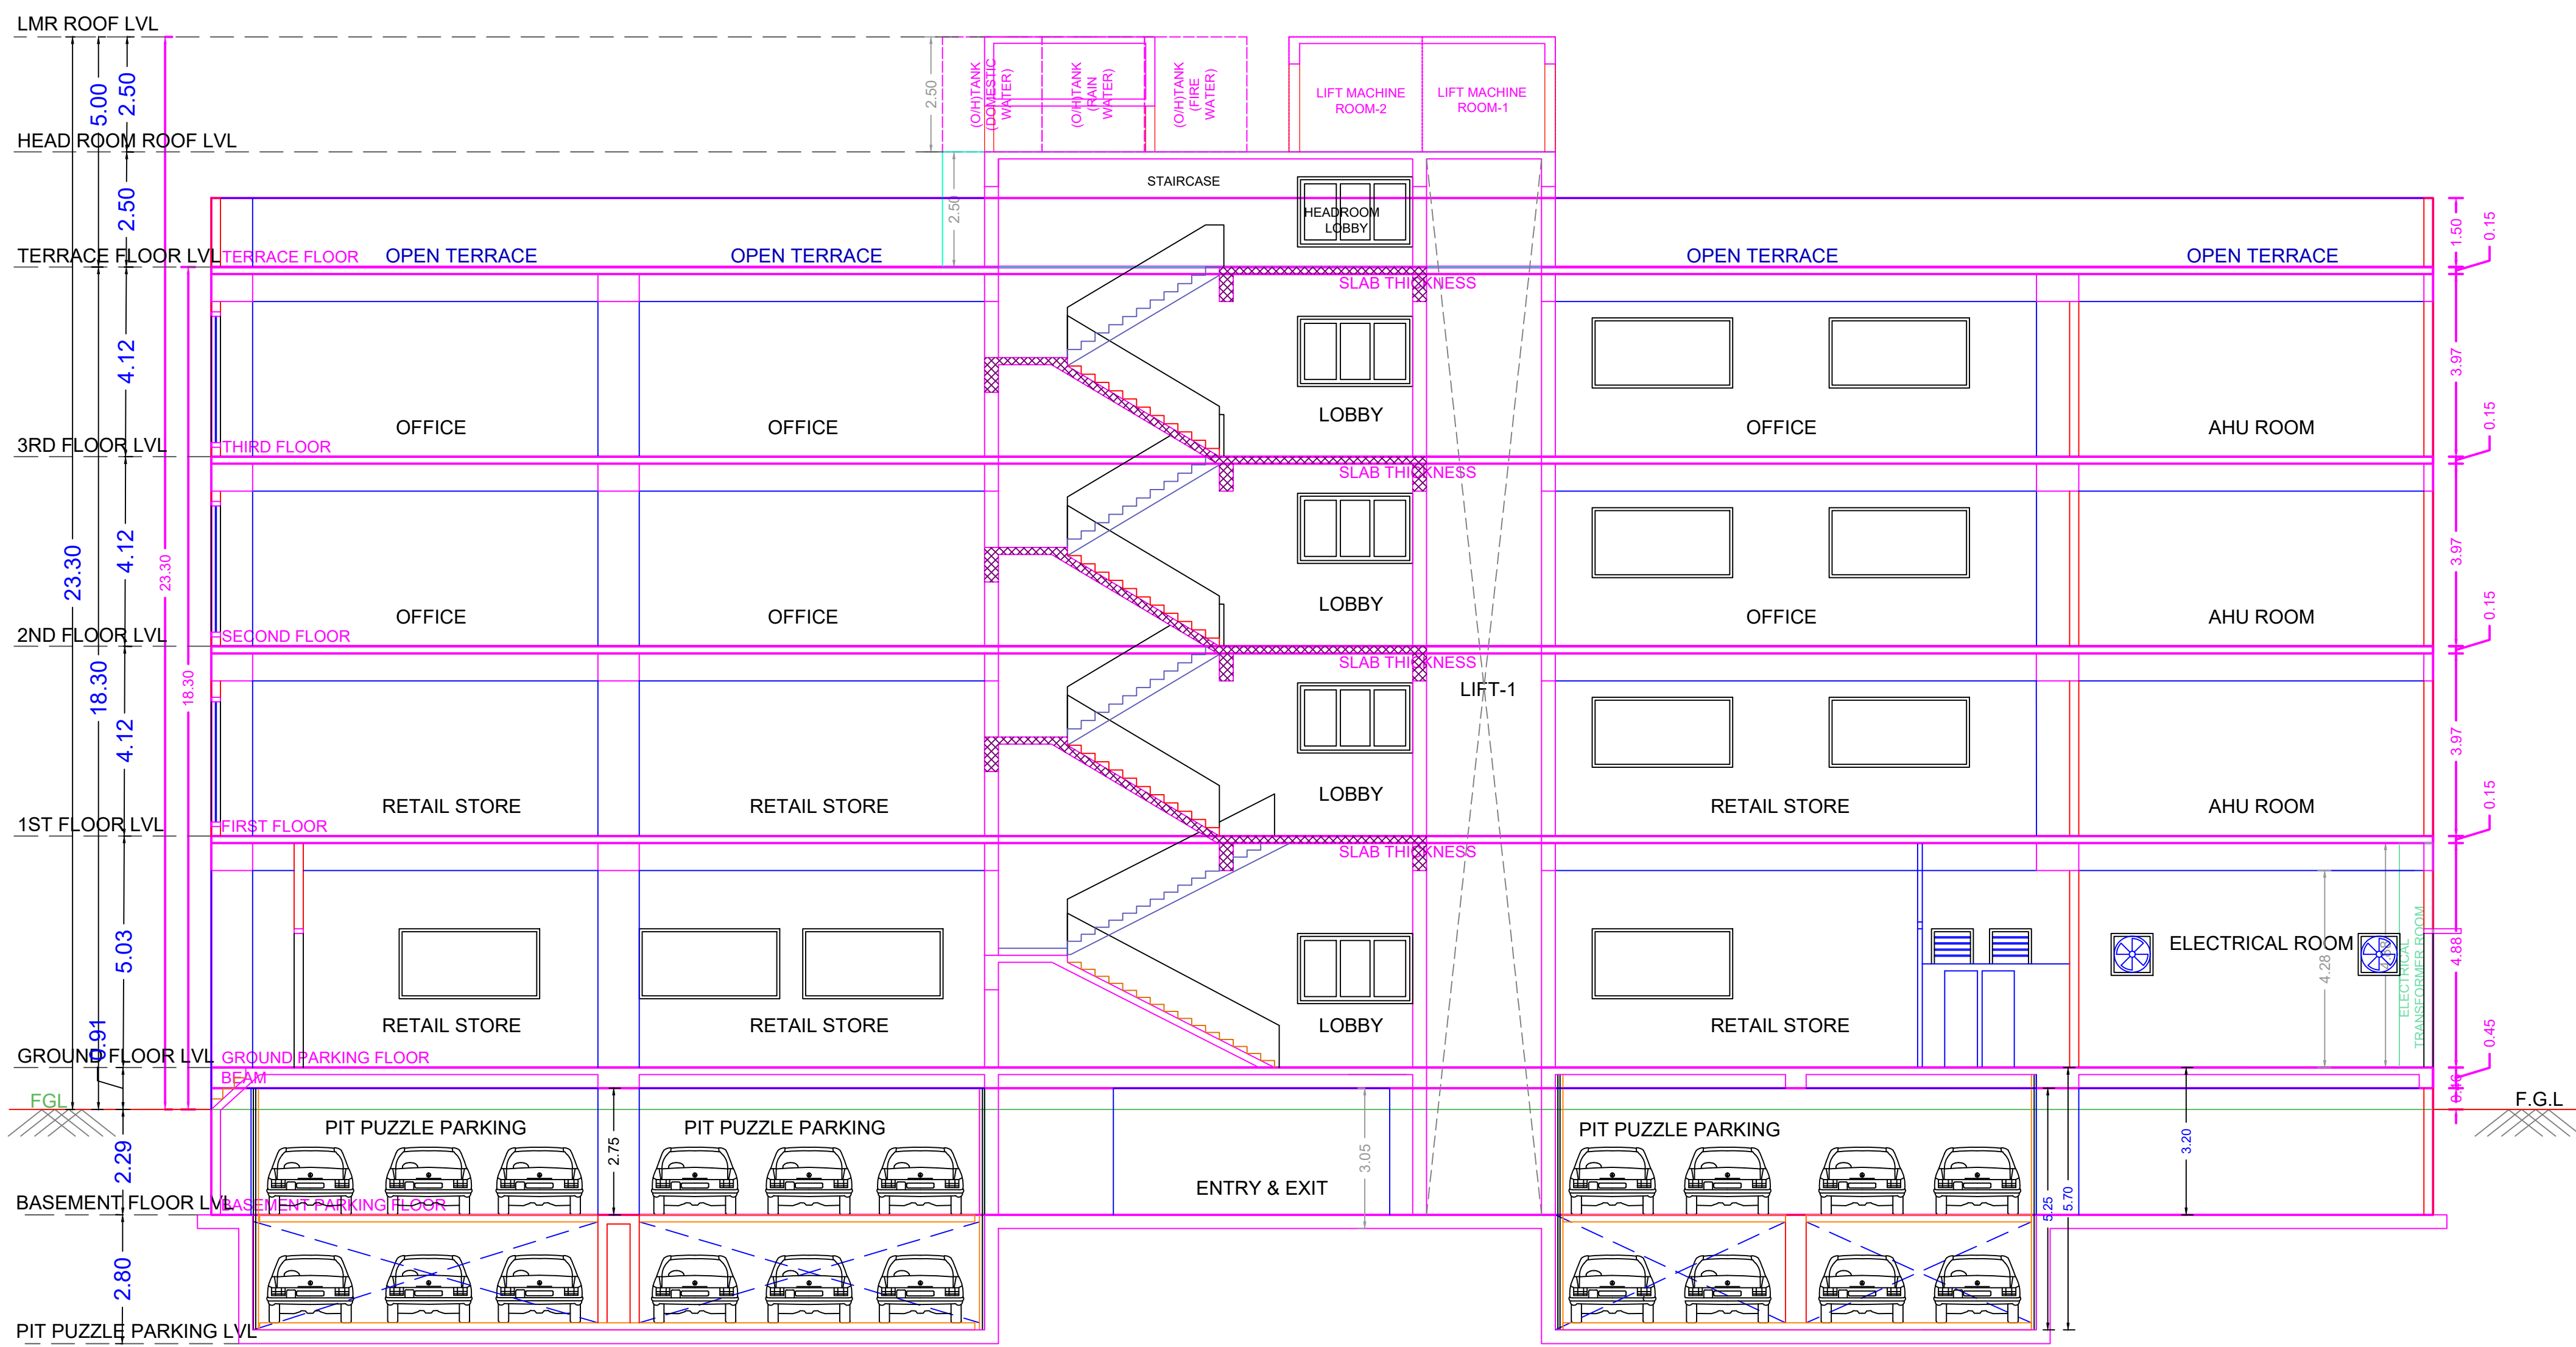 LMR ROOF LVL
2.50
5.00
2.50
(O/H)TANK
(DOMESTIC
WATER)
(O/H)TANK
(RAIN
WATER)
(O/H)TANK
(FIRE
WATER)
LIFT MACHINE
ROOM-2
LIFT MACHINE
ROOM-1
HEAD ROOM ROOF LVL
2.50
2.50
STAIRCASE
HEADROOM
LOBBY
1.50
0.15
TERRACE FLOOR LVL
TERRACE FLOOR
OPEN TERRACE
OPEN TERRACE
OPEN TERRACE
OPEN TERRACE
SLAB THICKNESS
4.12
3.97
OFFICE
OFFICE
LOBBY
OFFICE
AHU ROOM
0.15
3RD FLOOR LVL
THIRD FLOOR
SLAB THICKNESS
23.30
23.30
4.12
3.97
OFFICE
OFFICE
LOBBY
OFFICE
AHU ROOM
0.15
2ND FLOOR LVL
SECOND FLOOR
SLAB THICKNESS
18.30
18.30
LIFT-1
4.12
3.97
RETAIL STORE
RETAIL STORE
LOBBY
RETAIL STORE
AHU ROOM
0.15
1ST FLOOR LVL
FIRST FLOOR
SLAB THICKNESS
5.03
4.28
ELECTRICAL ROOM
ELECTRICAL
TRANSFORMER ROOM
4.88
RETAIL STORE
RETAIL STORE
LOBBY
RETAIL STORE
0.91
0.45
GROUND FLOOR LVL
GROUND PARKING FLOOR
BEAM
0.46
FGL
F.G.L
PIT PUZZLE PARKING
PIT PUZZLE PARKING
PIT PUZZLE PARKING
2.29
2.75
3.05
3.20
ENTRY & EXIT
BASEMENT FLOOR LVL
BASEMENT PARKING FLOOR
5.25
5.70
2.80
PIT PUZZLE PARKING LVL